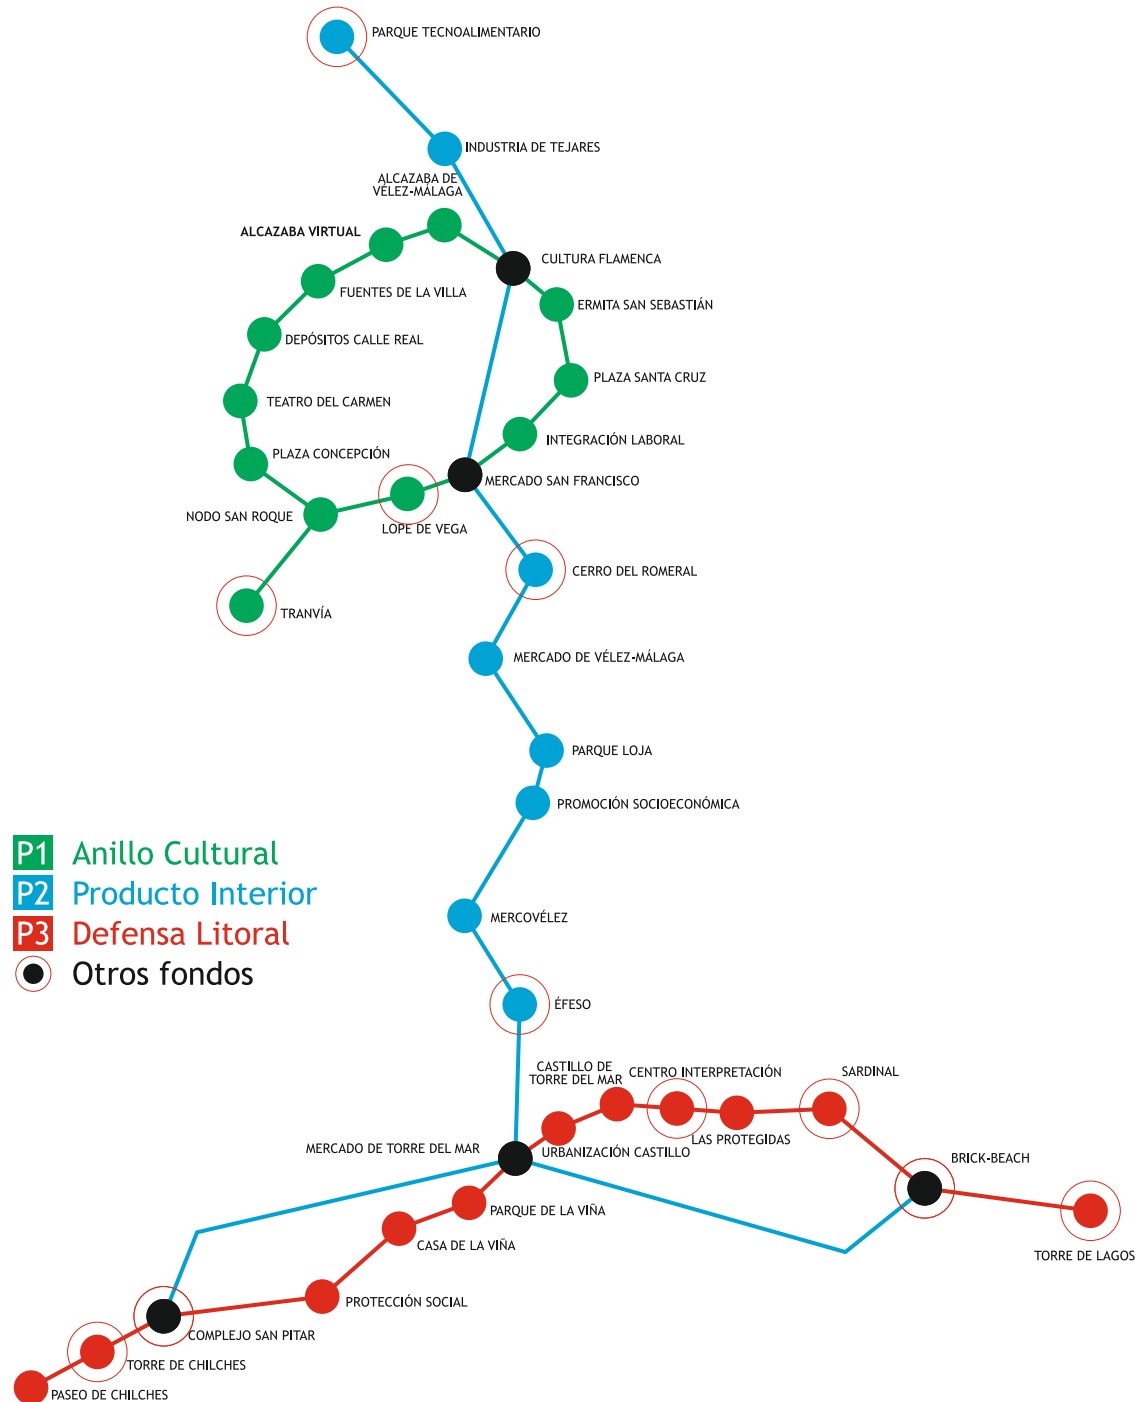 PARQUE TECNOALIMENTARIO
INDUSTRIA DE TEJARES
ALCAZABA DE
VÉLEZ-MÁLAGA
ALCAZABA VIRTUAL
CULTURA FLAMENCA
FUENTES DE LA VILLA
ERMITA SAN SEBASTIÁN
DEPÓSITOS CALLE REAL
PLAZA SANTA CRUZ
TEATRO DEL CARMEN
INTEGRACIÓN LABORAL
PLAZA CONCEPCIÓN
MERCADO SAN FRANCISCO
NODO SAN ROQUE
LOPE DE VEGA
CERRO DEL ROMERAL
TRANVÍA
MERCADO DE VÉLEZ-MÁLAGA
PARQUE LOJA
PROMOCIÓN SOCIOECONÓMICA
P1 Anillo Cultural
P2 Producto Interior
P3 Defensa Litoral
Otros fondos
MERCOVÉLEZ
ÉFESO
CASTILLO DE
TORRE DEL MAR
CENTRO INTERPRETACIÓN
SARDINAL
LAS PROTEGIDAS
MERCADO DE TORRE DEL MAR
URBANIZACIÓN CASTILLO
BRICK-BEACH
PARQUE DE LA VIÑA
CASA DE LA VIÑA
TORRE DE LAGOS
PROTECCIÓN SOCIAL
COMPLEJO SAN PITAR
TORRE DE CHILCHES
PASEO DE CHILCHES